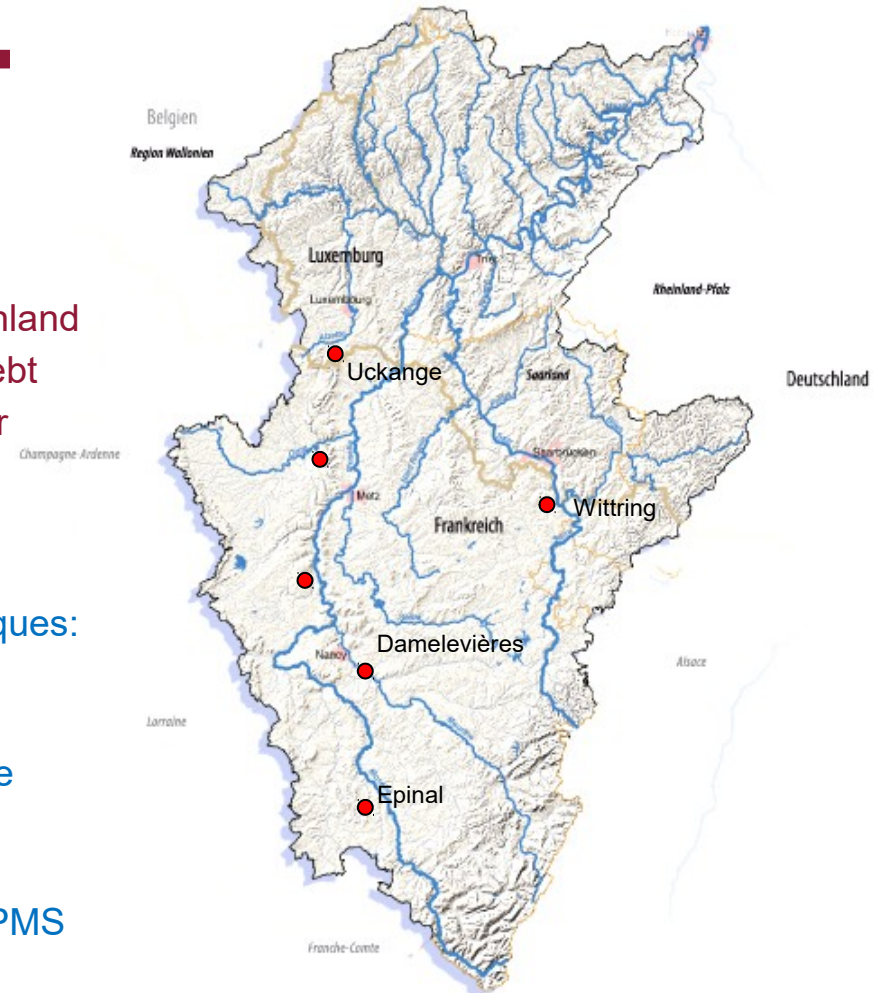 Belgien
Region Wallonien
Luxemburg
Luxembourg
Trier
Rheinland-Pfalz
nland
ebt
r
Uckange
Saarland
Deutschland
Champagne-Ardenne
Saarbrücken
Metz
Wittring
Frankreich
ques:
Damelevières
Nancy
Alsace
Lorraine
e
Epinal
PMS
Franche-Comte